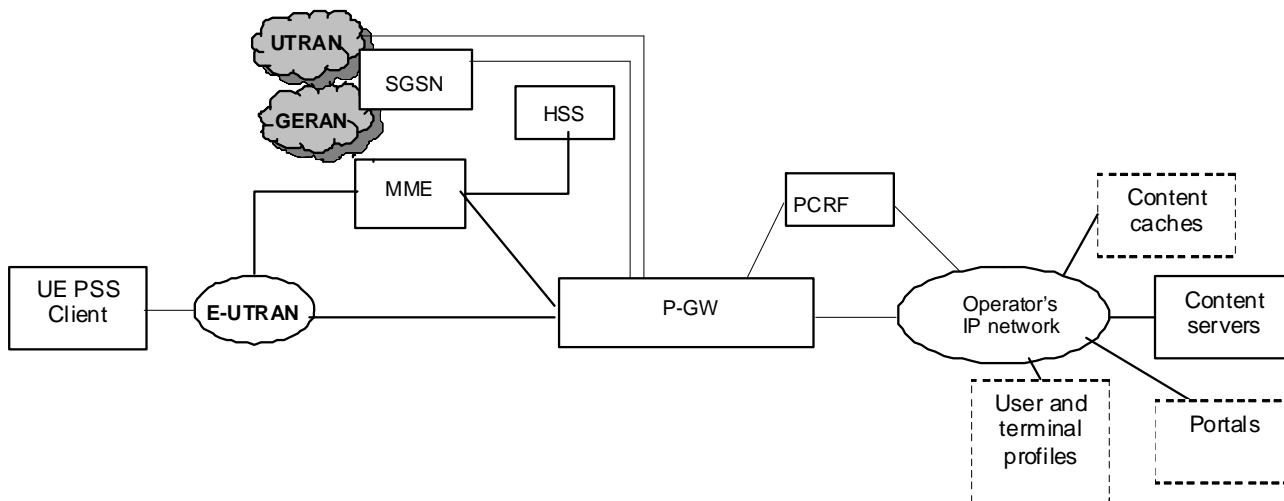 UTRAN
SGSN
GERAN
HSS
MME
PCRF
Content
caches
UE PSS
Client
E-UTRAN
P-GW
Operator's
IP network
Content
servers
User and
terminal
profiles
Portals